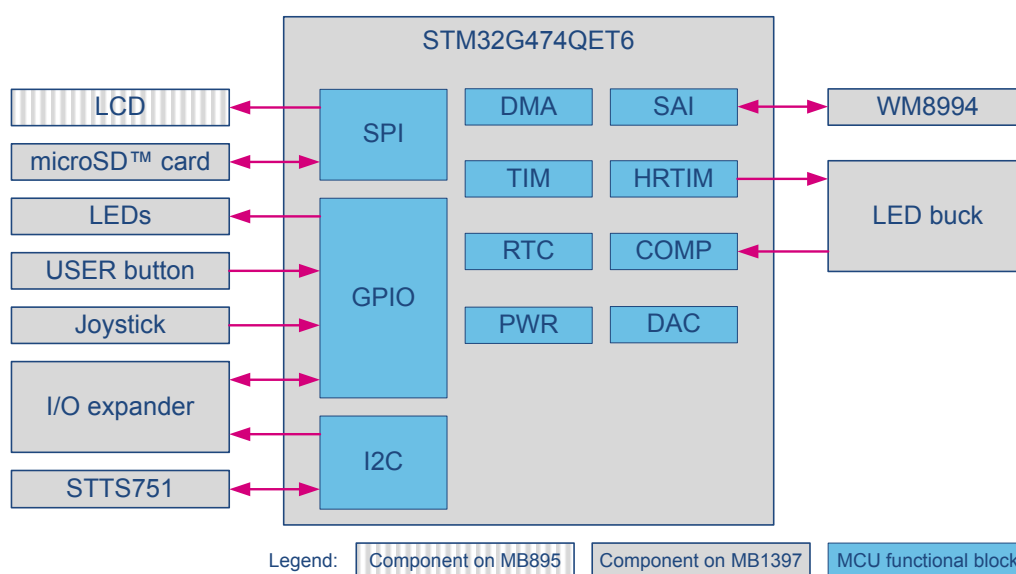 STM32G474QET6
LCD
microSD™ card
LEDs
USER button
Joystick
I/O expander
STTS751
SPI
GPIO
I2C
DMA
SAI
TIM
HRTIM
RTC
COMP
PWR
DAC
WM8994
LED buck
Legend:
Component on MB895
Component on MB1397
MCU functional block